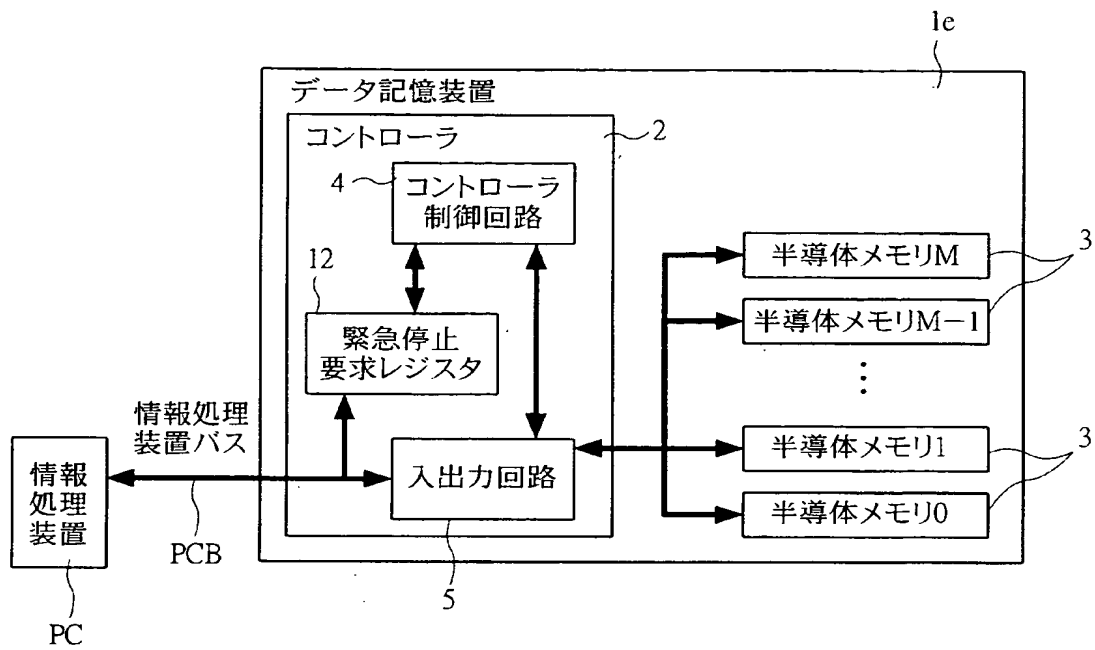 1e
データ記憶装置
コントローラ
2
4
コントローラ
制御回路
12
緊急停止
要求レジスタ
半導体メモリM
3
半導体メモリM−1
⋮
情報処理
装置バス
情報
処理
装置
入出力回路
半導体メモリ1
3
半導体メモリ0
PCB
5
PC